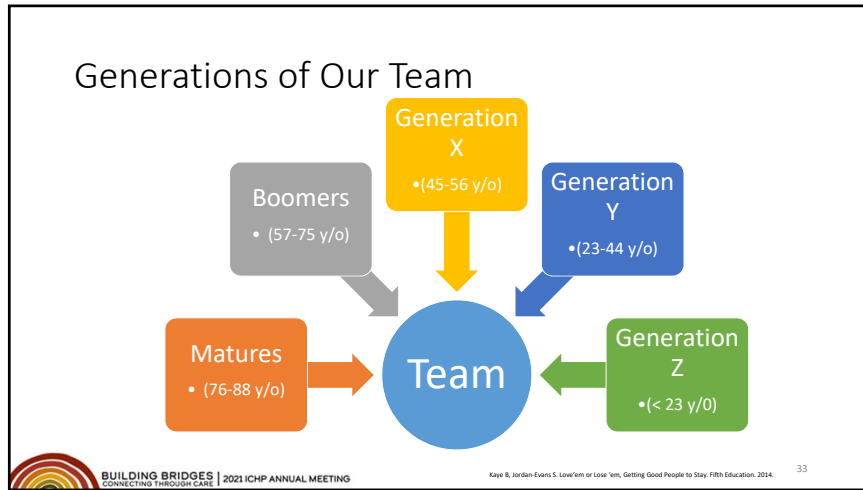 Generations of Our Team
Generation
X
•(45-56 y/o)
Boomers
• (57-75 y/o)
Generation
Y
•(23-44 y/o)
Matures
• (76-88 y/o)
Team
Generation
Z
•(< 23 y/0)
BUILDING BRIDGES | 2021 ICHP ANNUAL MEETING
CONNECTING THROUGH CARE
Kaye B, Jordan-Evans S. Love'em or Lose 'em, Getting Good People to Stay. Fifth Education. 2014.
33